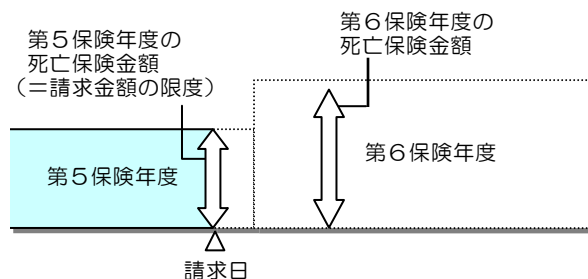 第５保険年度の
死亡保険金額
（＝請求金額の限度）
第６保険年度の
死亡保険金額
第５保険年度
第６保険年度
請求日